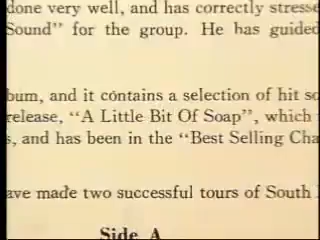 done very well, and has correctly stresse
Sound" for the group. He has guided
bum, and it contains a selection of hit so
release, "A Little Bit Of Soap", which
s, and has been in the "Best Selling Cha
ave made two successful tours of South
Side A